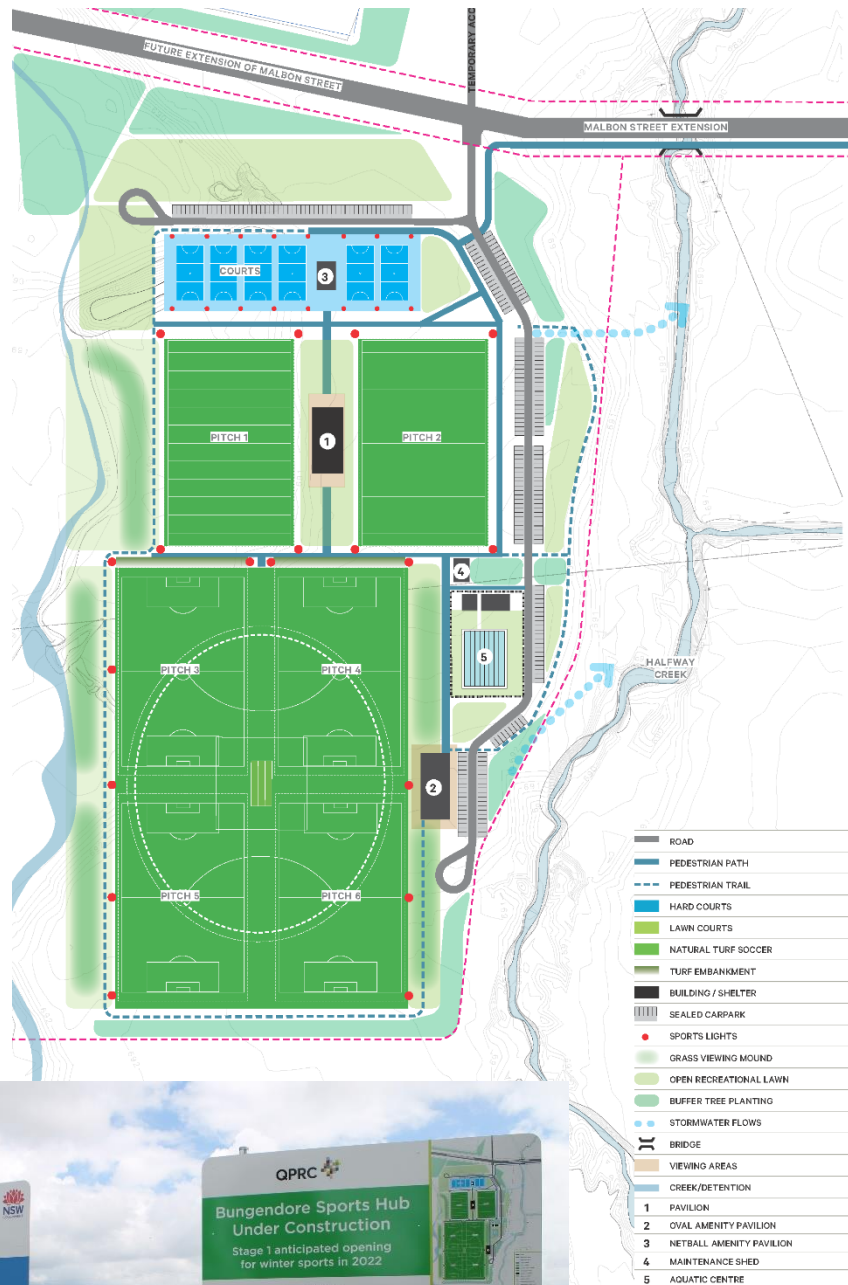 FUTURE EXTENSION OF MALBON STREET
TEMPORARY ACC
MALBON STREET EXTENSION
COURTS
3
PITCH 1
1
PITCH 2
4
5
PITCH 3
PITCH 4
HALFWAY
CREEK
2
PITCH 5
PITCH 6
ROAD
PEDESTRIAN PATH
PEDESTRIAN TRAIL
HARD COURTS
LAWN COURTS
NATURAL TURF SOCCER
TURF EMBANKMENT
BUILDING / SHELTER
SEALED CARPARK
SPORTS LIGHTS
GRASS VIEWING MOUND
OPEN RECREATIONAL LAWN
BUFFER TREE PLANTING
STORMWATER FLOWS
BRIDGE
VIEWING AREAS
CREEK/DETENTION
1 PAVILION
2 OVAL AMENITY PAVILION
3 NETBALL AMENITY PAVILION
4 MAINTENANCE SHED
5 AQUATIC CENTRE
NSW
QPRC
Bungendore Sports Hub
Under Construction
Stage 1 anticipated opening
for winter sports in 2022